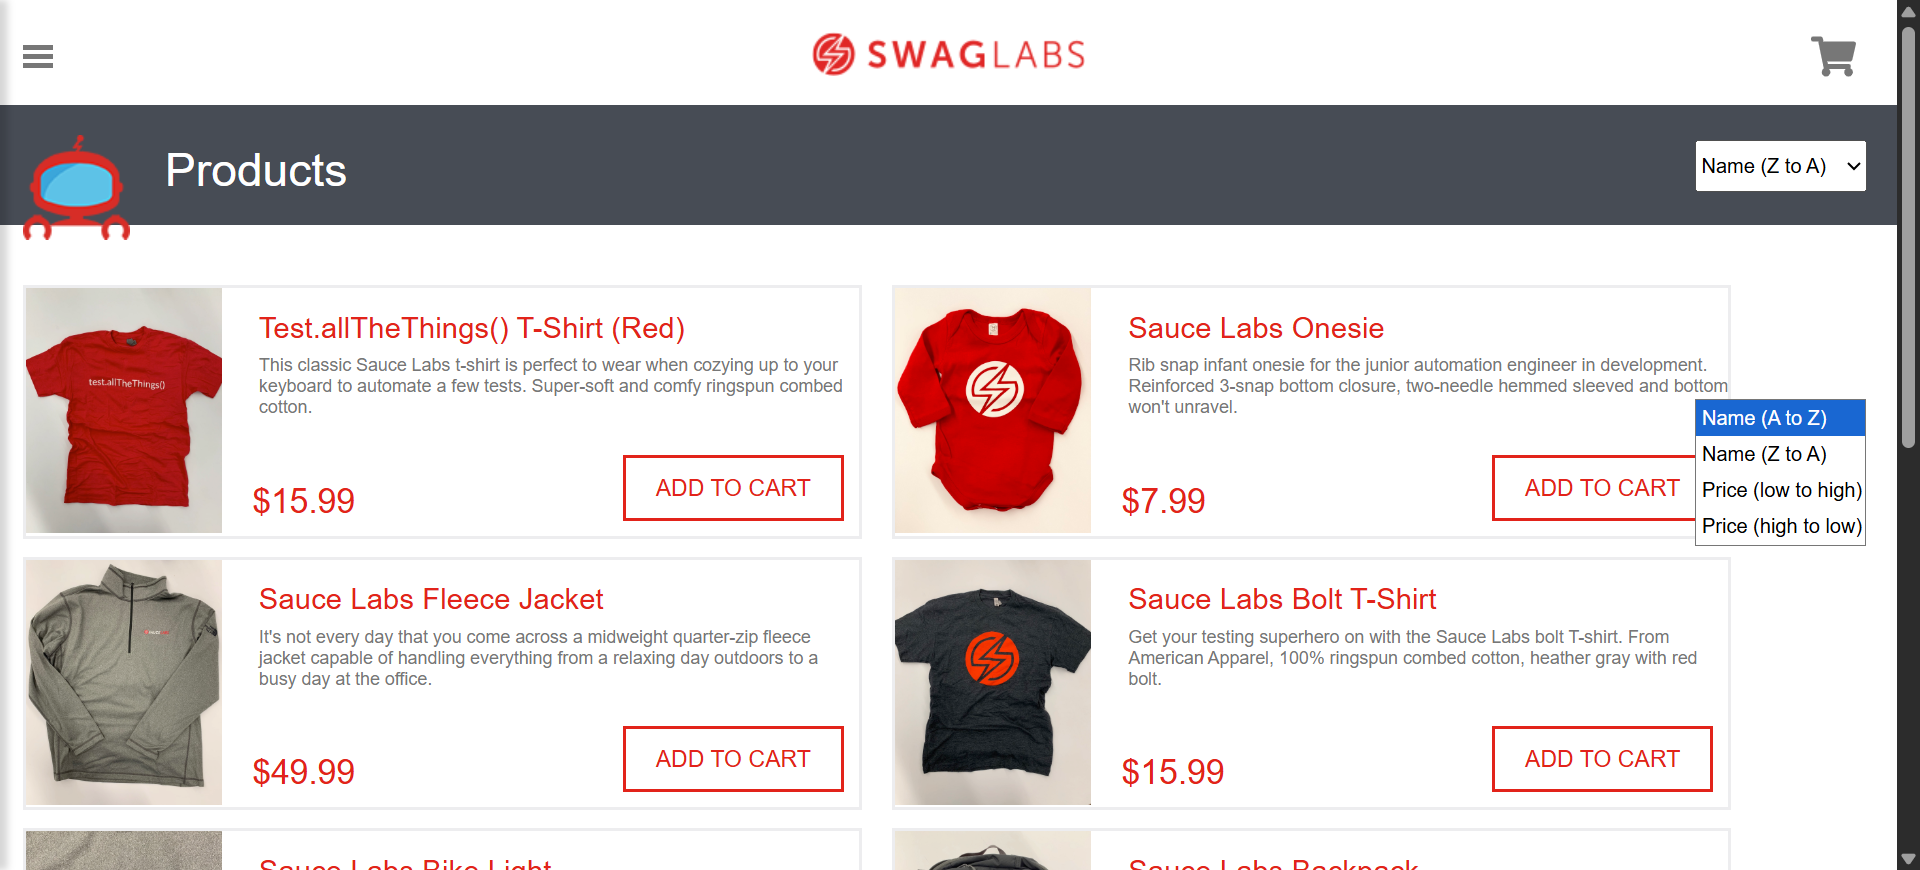 SWAGLABS
Products
Name (Z to A)
test.allTheThings()
Test.allTheThings() T-Shirt (Red)
This classic Sauce Labs t-shirt is perfect to wear when cozying up to your
keyboard to automate a few tests. Super-soft and comfy ringspun combed
cotton.
$15.99
ADD TO CART
Sauce Labs Onesie
Rib snap infant onesie for the junior automation engineer in development.
Reinforced 3-snap bottom closure, two-needle hemmed sleeved and bottom
won't unravel.
$7.99
ADD TO CART
Name (A to Z)
Name (Z to A)
Price (low to high)
Price (high to low)
Sauce Labs Fleece Jacket
It's not every day that you come across a midweight quarter-zip fleece
jacket capable of handling everything from a relaxing day outdoors to a
busy day at the office.
$49.99
ADD TO CART
Sauce Labs Bolt T-Shirt
Get your testing superhero on with the Sauce Labs bolt T-shirt. From
American Apparel, 100% ringspun combed cotton, heather gray with red
bolt.
$15.99
ADD TO CART
Sauce Labs Bike Light
Sauce Labs Backpack